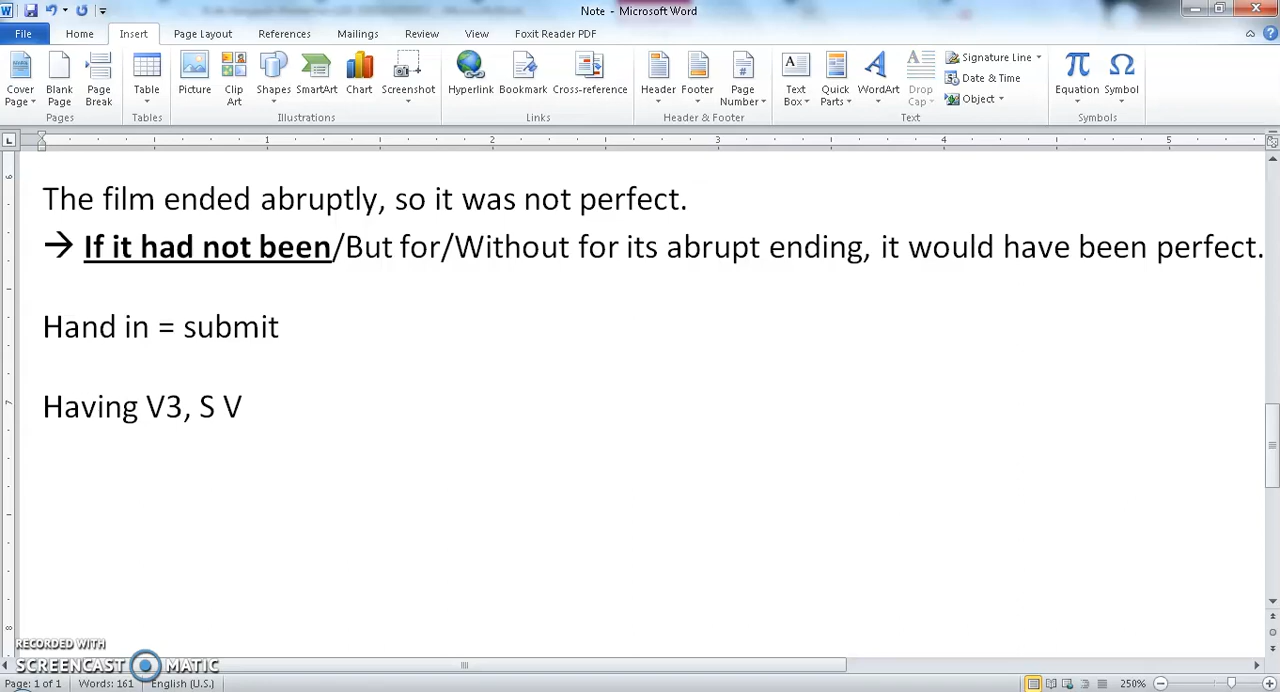 Note - Microsoft Word
File Home Insert Page Layout References Mailings Review View Foxit Reader PDF
Cover Page Blank Page Page Break Table Picture Clip Art Shapes SmartArt Chart Screenshot Hyperlink Bookmark Cross-reference Header Footer Page Number Text Box Quick Parts WordArt Drop Cap Signature Line Date & Time Object Equation Symbol
Pages Tables Illustrations Links Header & Footer Text Symbols
1 2 3 4 5
The film ended abruptly, so it was not perfect.
→ If it had not been/But for/Without for its abrupt ending, it would have been perfect.
Hand in = submit
Having V3, S V
RECORDED WITH
SCREENCAST MATIC
Page: 1 of 1 Words: 161 English (U.S.) 250%